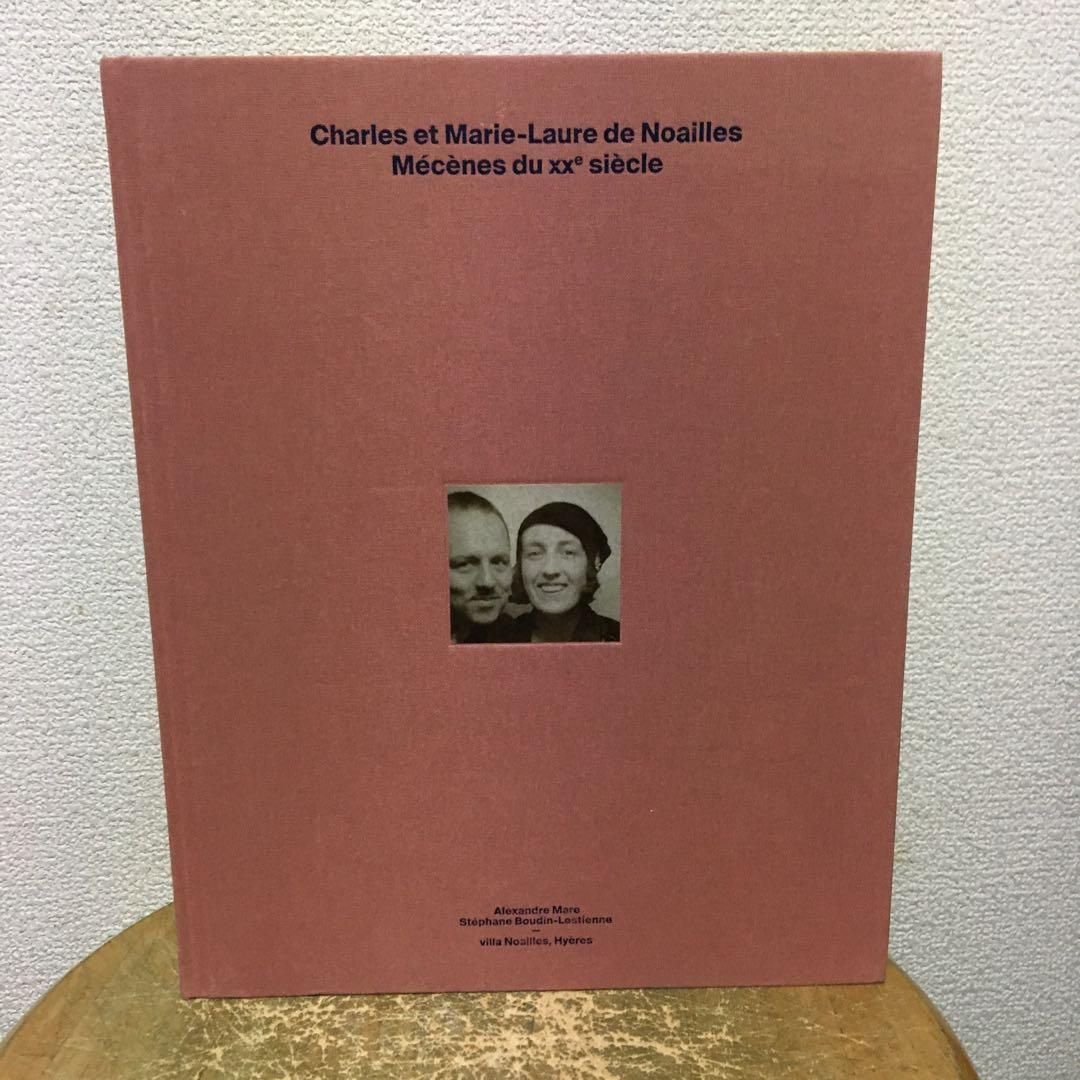 Charles et Marie-Laure de Noailles
Mécènes du xxᵉ siècle
Alexandre Mare
Stéphane Boudin-Lestienne
–
villa Noailles, Hyères